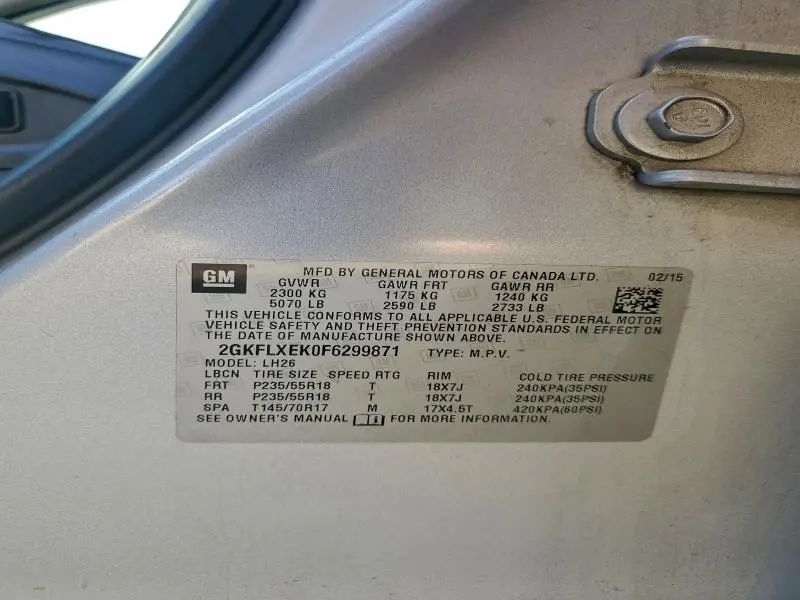 GM MFD BY GENERAL MOTORS OF CANADA LTD. 02/15
GVWR GAWR FRT GAWR RR
2300 KG 1175 KG 1240 KG
5070 LB 2590 LB 2733 LB
THIS VEHICLE CONFORMS TO ALL APPLICABLE U.S. FEDERAL MOTOR
VEHICLE SAFETY AND THEFT PREVENTION STANDARDS IN EFFECT ON
THE DATE OF MANUFACTURE SHOWN ABOVE.
2GKFLXEK0F6299871 TYPE: M.P.V.
MODEL: LH26
LBCN TIRE SIZE SPEED RTG RIM COLD TIRE PRESSURE
FRT P235/55R18 T 18X7J 240KPA(35PSI)
RR P235/55R18 T 18X7J 240KPA(35PSI)
SPA T145/70R17 M 17X4.5T 420KPA(60PSI)
SEE OWNER'S MANUAL FOR MORE INFORMATION.